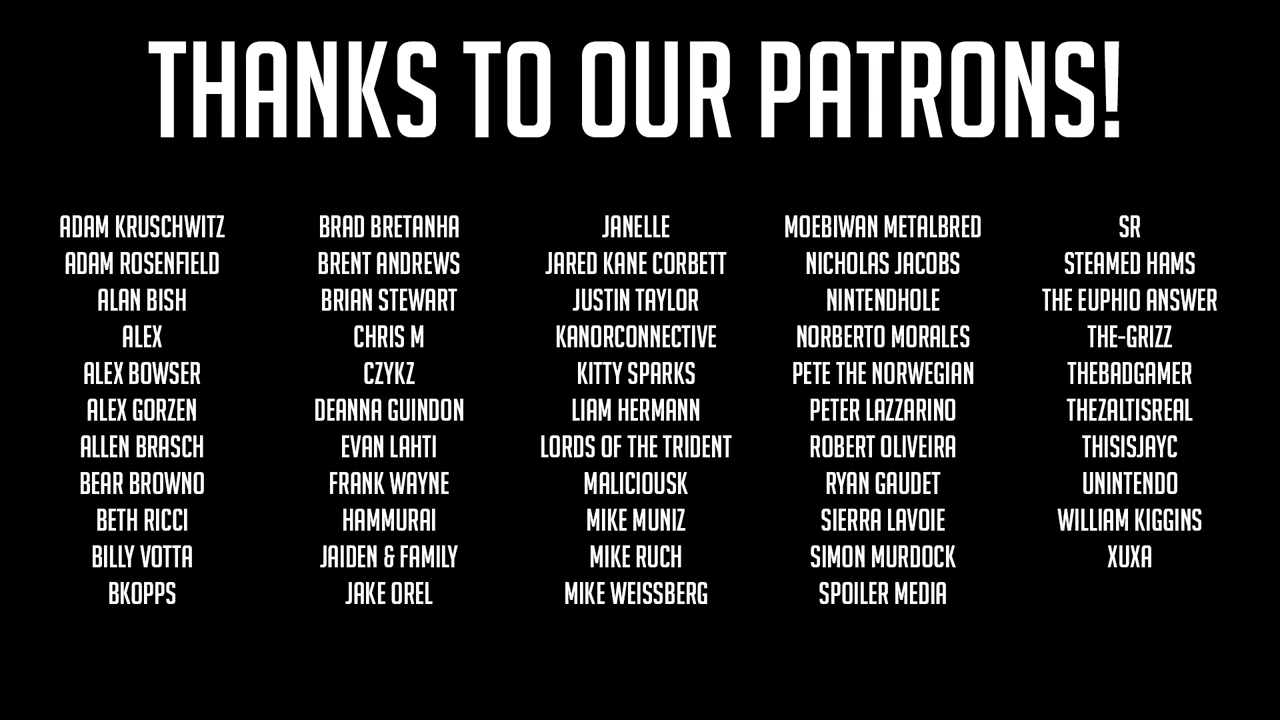 THANKS TO OUR PATRONS!
ADAM KRUSCHWITZ
ADAM ROSENFIELD
ALAN BISH
ALEX
ALEX BOWSER
ALEX GORZEN
ALLEN BRASCH
BEAR BROWNO
BETH RICCI
BILLY VOTTA
BKOPPS
BRAD BRETANHA
BRENT ANDREWS
BRIAN STEWART
CHRIS M
CZYKZ
DEANNA GUINDON
EVAN LAHTI
FRANK WAYNE
HAMMURAI
JAIDEN & FAMILY
JAKE OREL
JANELLE
JARED KANE CORBETT
JUSTIN TAYLOR
KANORCONNECTIVE
KITTY SPARKS
LIAM HERMANN
LORDS OF THE TRIDENT
MALICIOUSK
MIKE MUNIZ
MIKE RUCH
MIKE WEISSBERG
MOEBIWAN METALBRED
NICHOLAS JACOBS
NINTENDHOLE
NORBERTO MORALES
PETE THE NORWEGIAN
PETER LAZZARINO
ROBERT OLIVEIRA
RYAN GAUDET
SIERRA LAVOIE
SIMON MURDOCK
SPOILER MEDIA
SR
STEAMED HAMS
THE EUPHIO ANSWER
THE-GRIZZ
THEBADGAMER
THEZALTISREAL
THISISJAYC
UNINTENDO
WILLIAM KIGGINS
XUXA